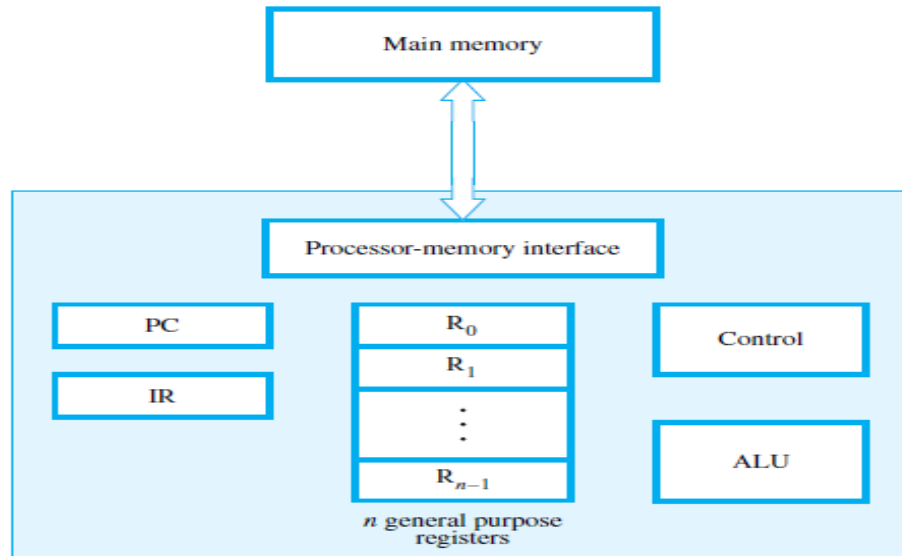 Main memory
Processor-memory interface
PC
IR
R₀
R₁
⋮
Rₙ₋₁
n general purpose
registers
Control
ALU